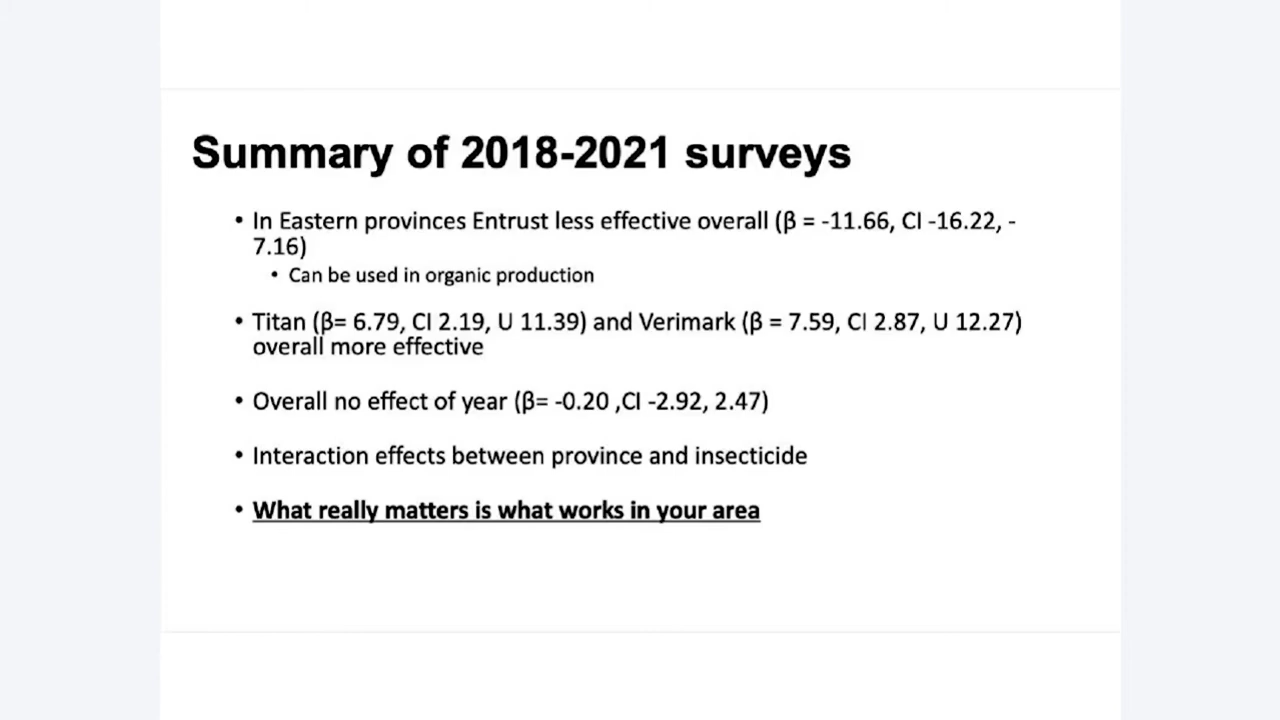 Summary of 2018-2021 surveys
• In Eastern provinces Entrust less effective overall (β = -11.66, CI -16.22, -
7.16)
• Can be used in organic production
• Titan (β= 6.79, CI 2.19, U 11.39) and Verimark (β = 7.59, CI 2.87, U 12.27)
overall more effective
• Overall no effect of year (β= -0.20 ,CI -2.92, 2.47)
• Interaction effects between province and insecticide
• What really matters is what works in your area